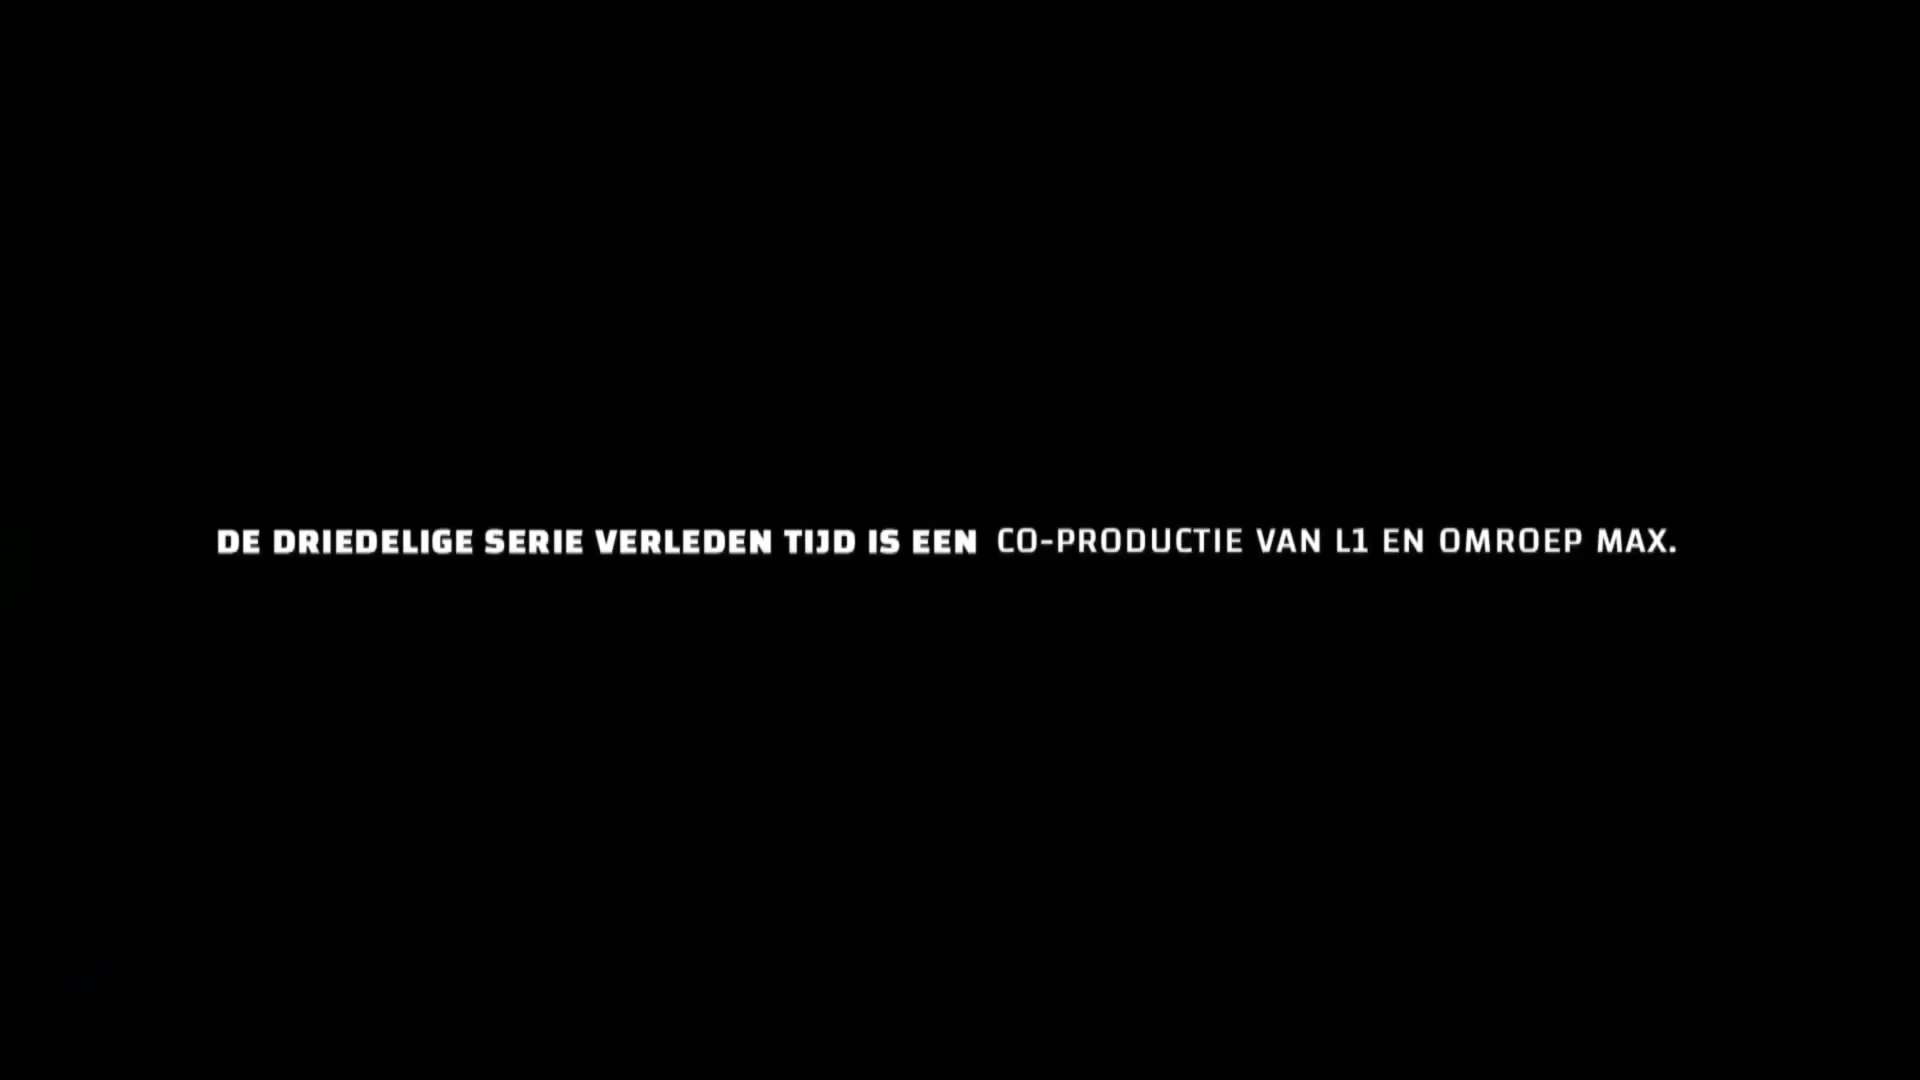 DE DRIEDELIGE SERIE VERLEDEN TIJD IS EEN CO-PRODUCTIE VAN L1 EN OMROEP MAX.